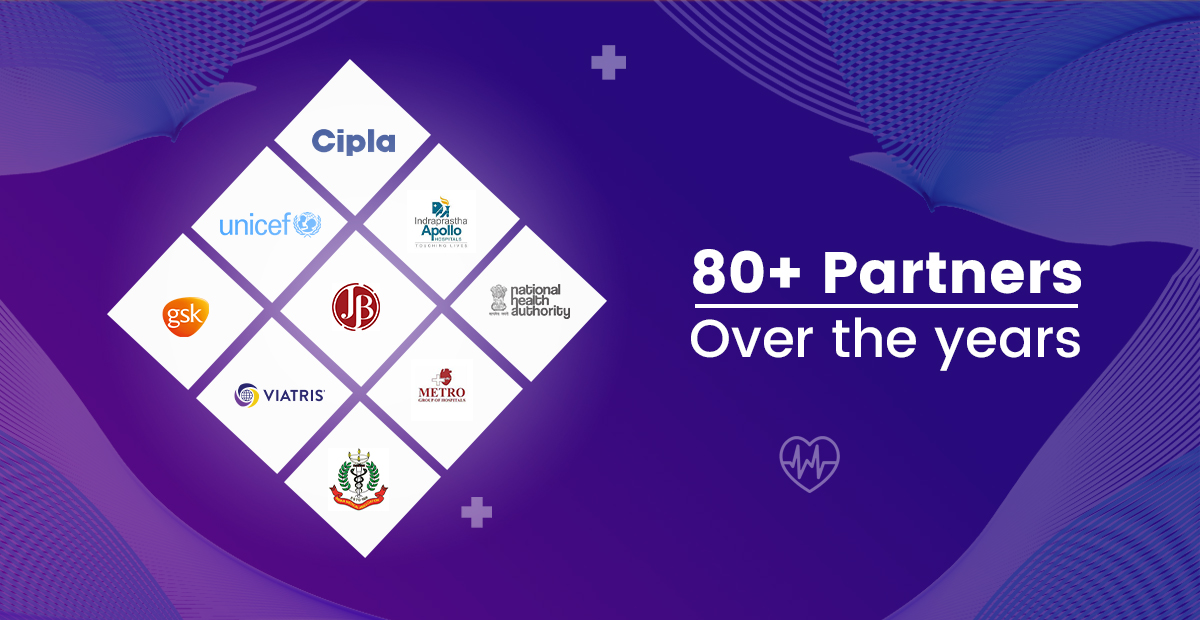 Cipla
unicef
Indraprastha
Apollo
HOSPITALS
TOUCHING LIVES
gsk
JB
national
health
authority
VIATRIS
METRO
GROUP OF HOSPITALS
80+ Partners
Over the years